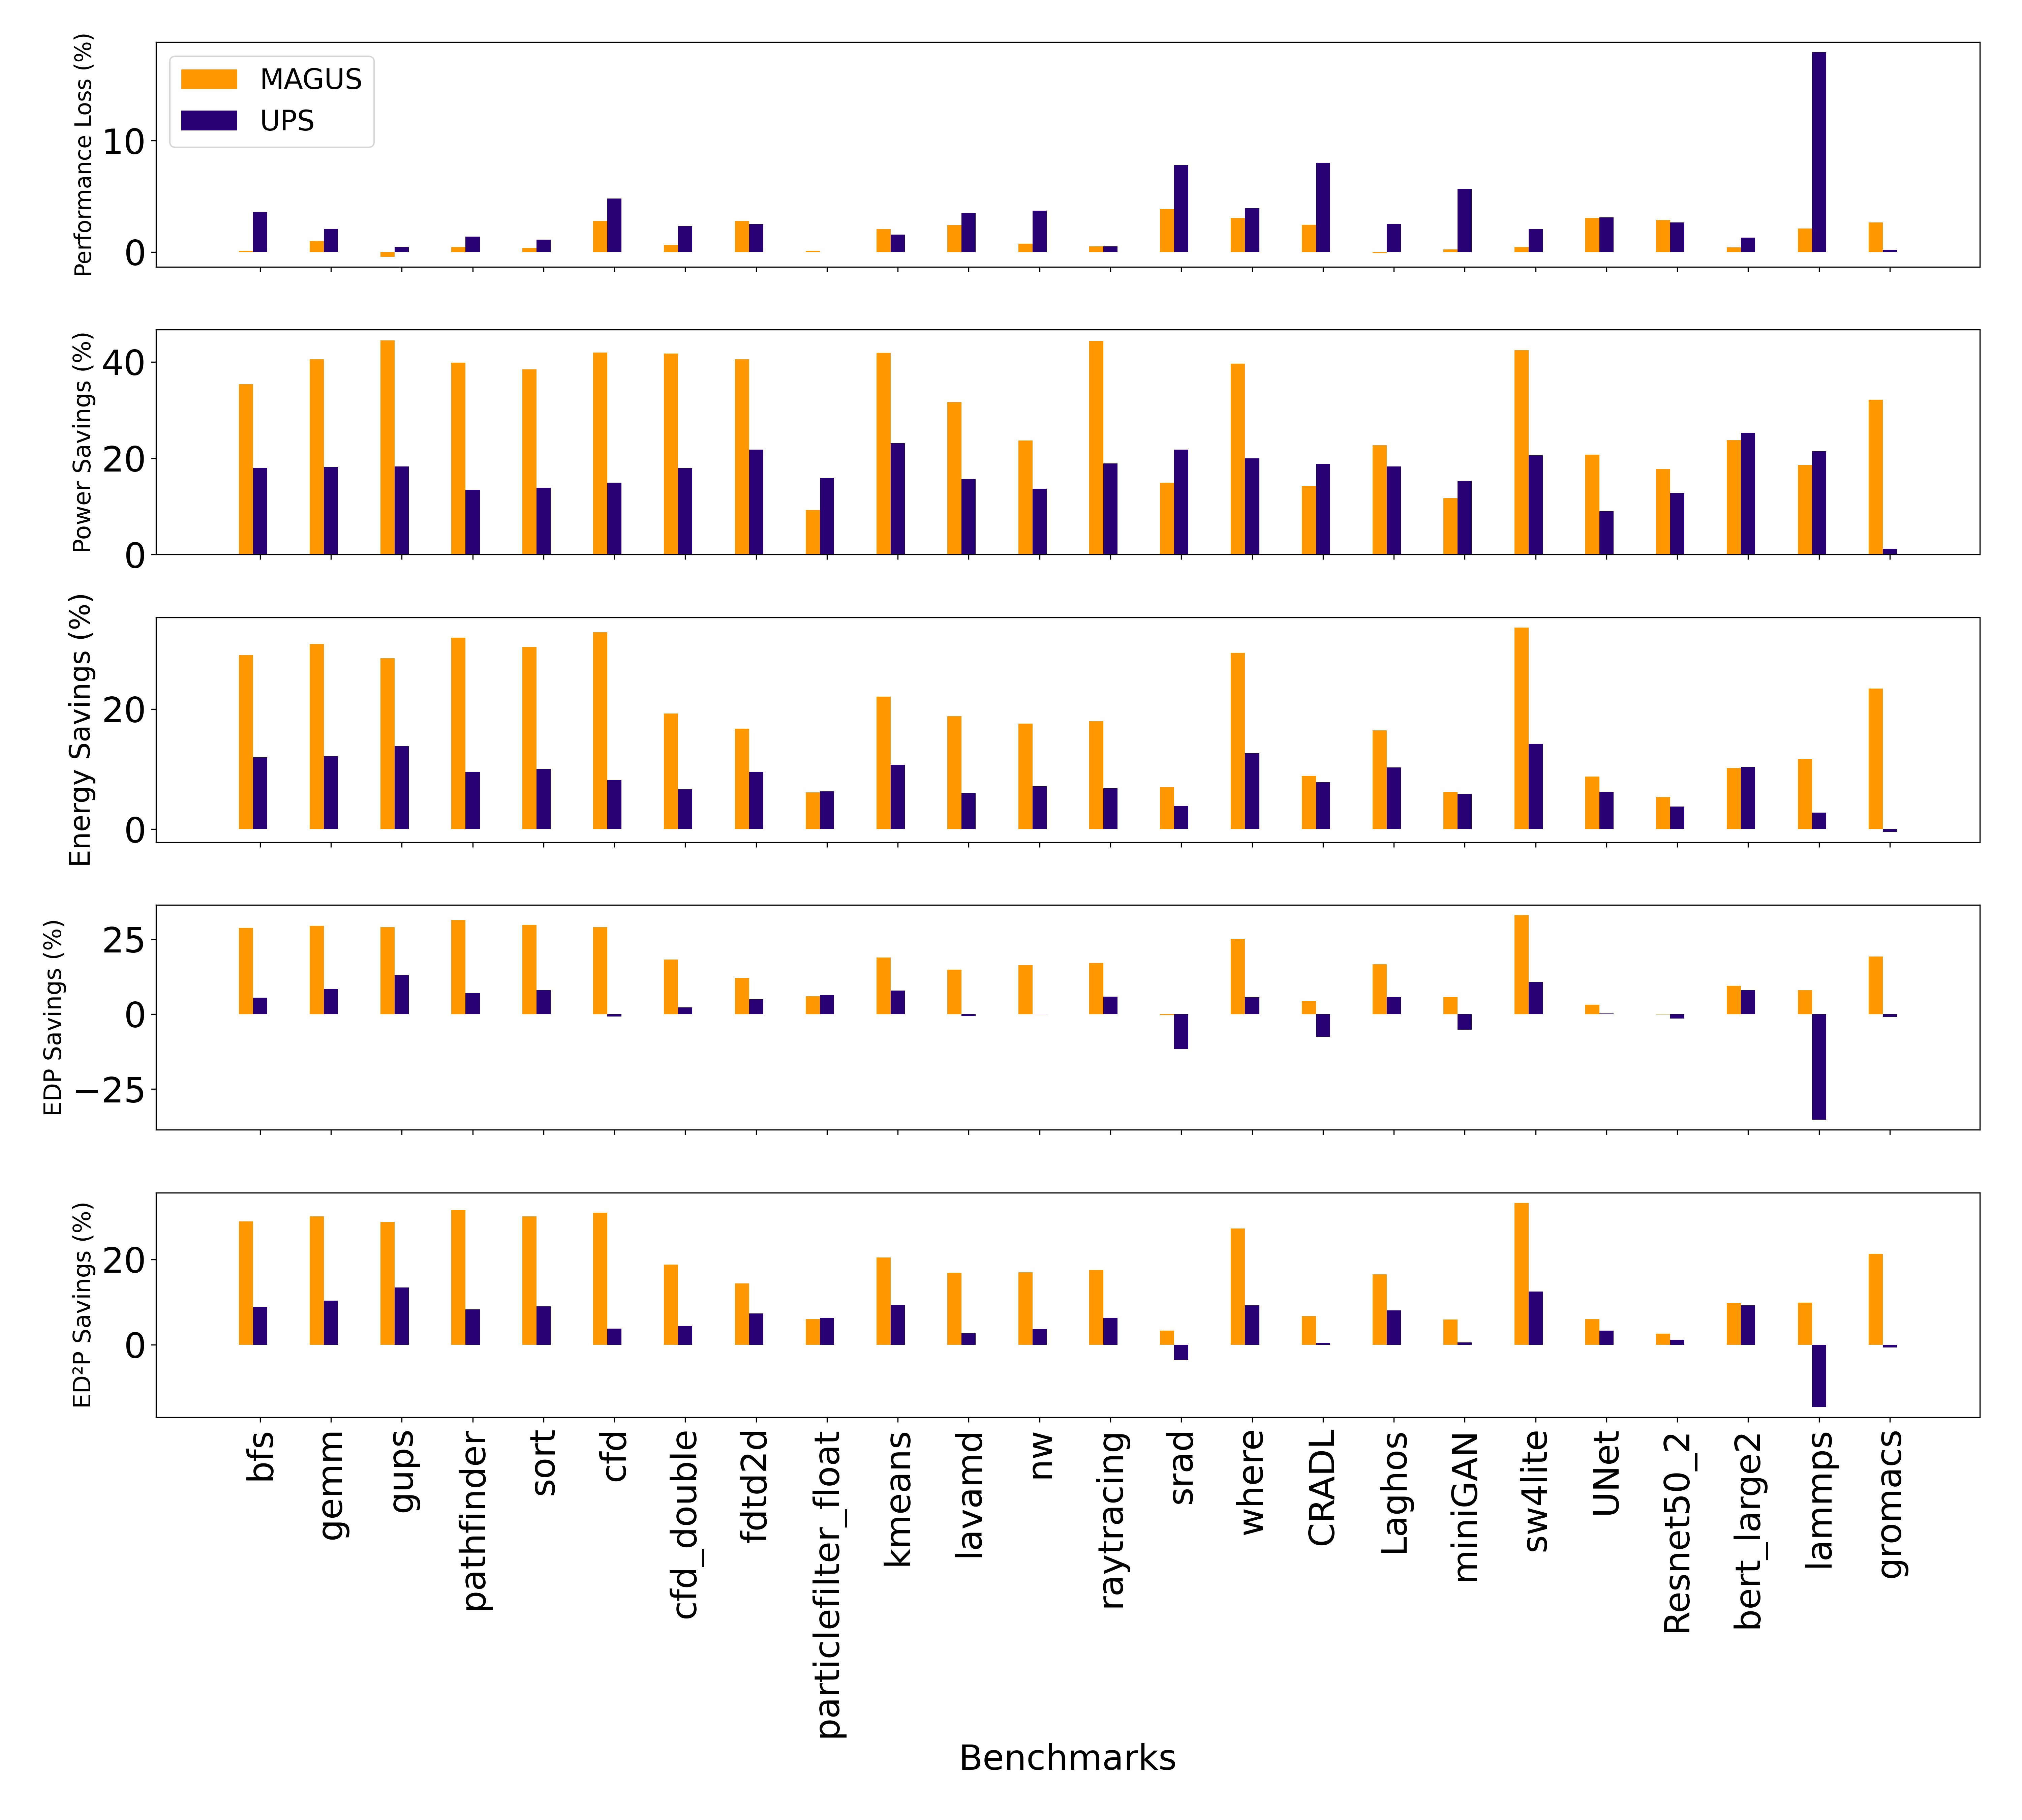 Performance Loss (%)
10
0
MAGUS
UPS
Power Savings (%)
40
20
0
Energy Savings (%)
20
0
EDP Savings (%)
25
0
−25
ED²P Savings (%)
20
0
bfs
gemm
gups
pathfinder
sort
cfd
cfd_double
fdtd2d
particlefilter_float
kmeans
lavamd
nw
raytracing
srad
where
CRADL
Laghos
miniGAN
sw4lite
UNet
Resnet50_2
bert_large2
lammps
gromacs
Benchmarks